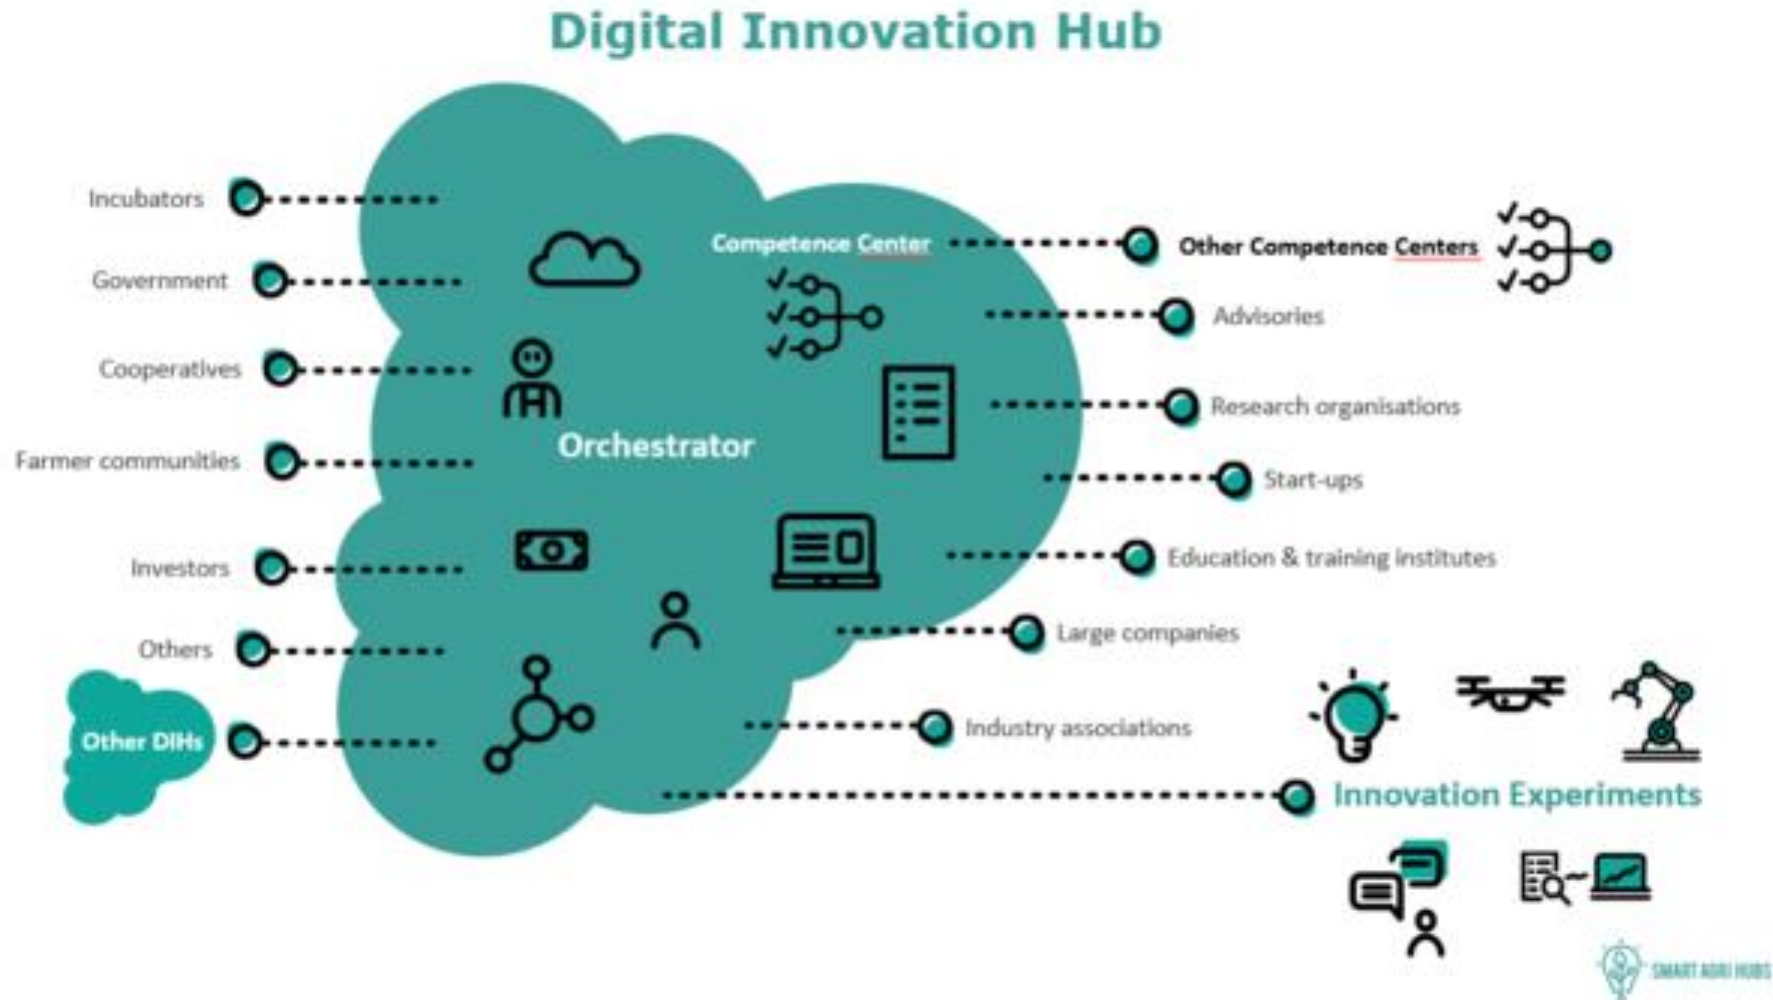 Digital Innovation Hub
Incubators
Government
Cooperatives
Farmer communities
Investors
Others
Other DIHs
Competence Center
Orchestrator
Other Competence Centers
Advisories
Research organisations
Start-ups
Education & training institutes
Large companies
Industry associations
Innovation Experiments
SMART AGRI HUBS